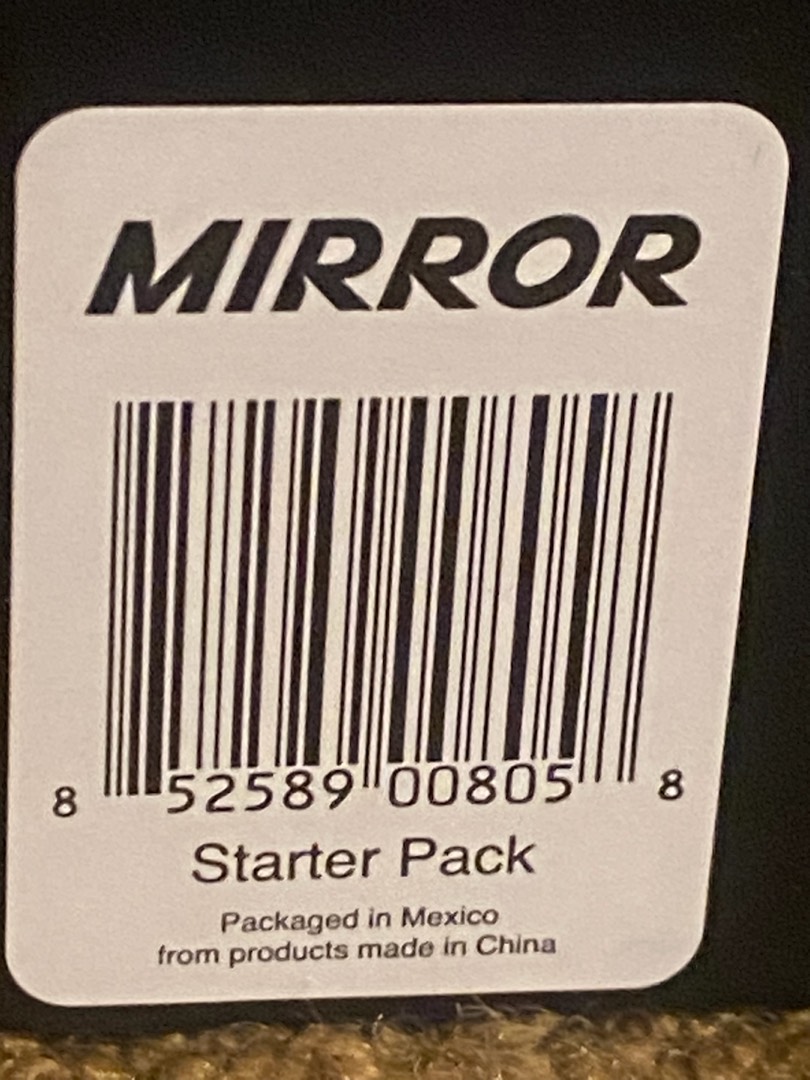 MIRROR
8 52589 00805 8
Starter Pack
Packaged in Mexico
from products made in China